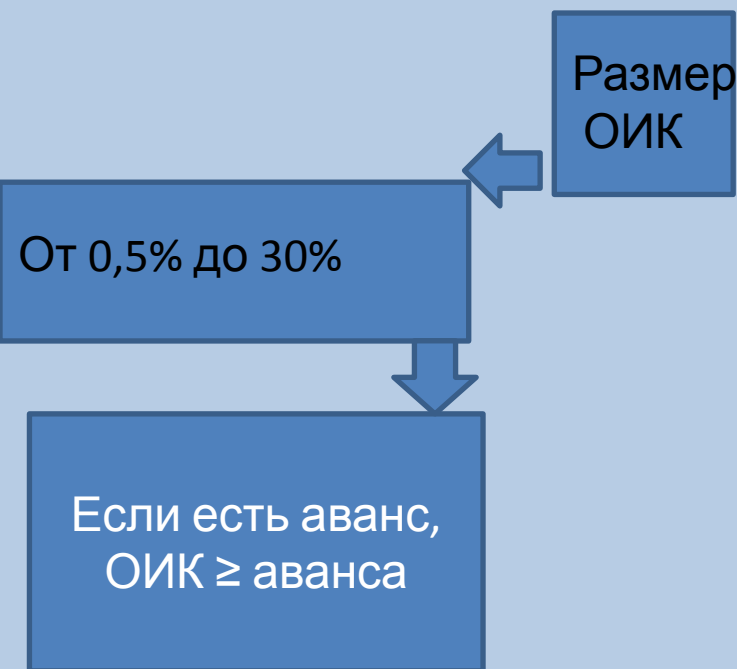 Размер
ОИК
От 0,5% до 30%
Если есть аванс,
ОИК ≥ аванса